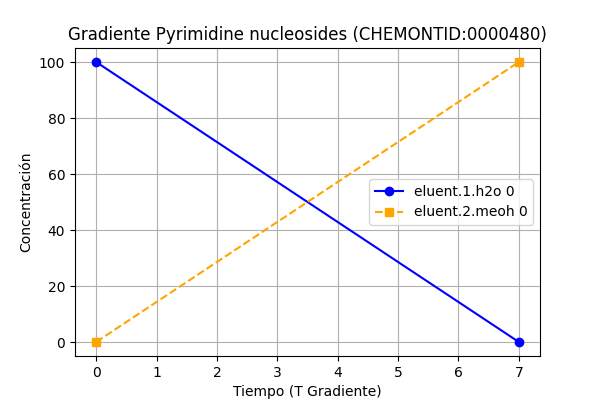 Gradiente Pyrimidine nucleosides (CHEMONTID:0000480)
100
80
60
40
20
0
Concentración
eluent.1.h2o 0
eluent.2.meoh 0
0 1 2 3 4 5 6 7
Tiempo (T Gradiente)